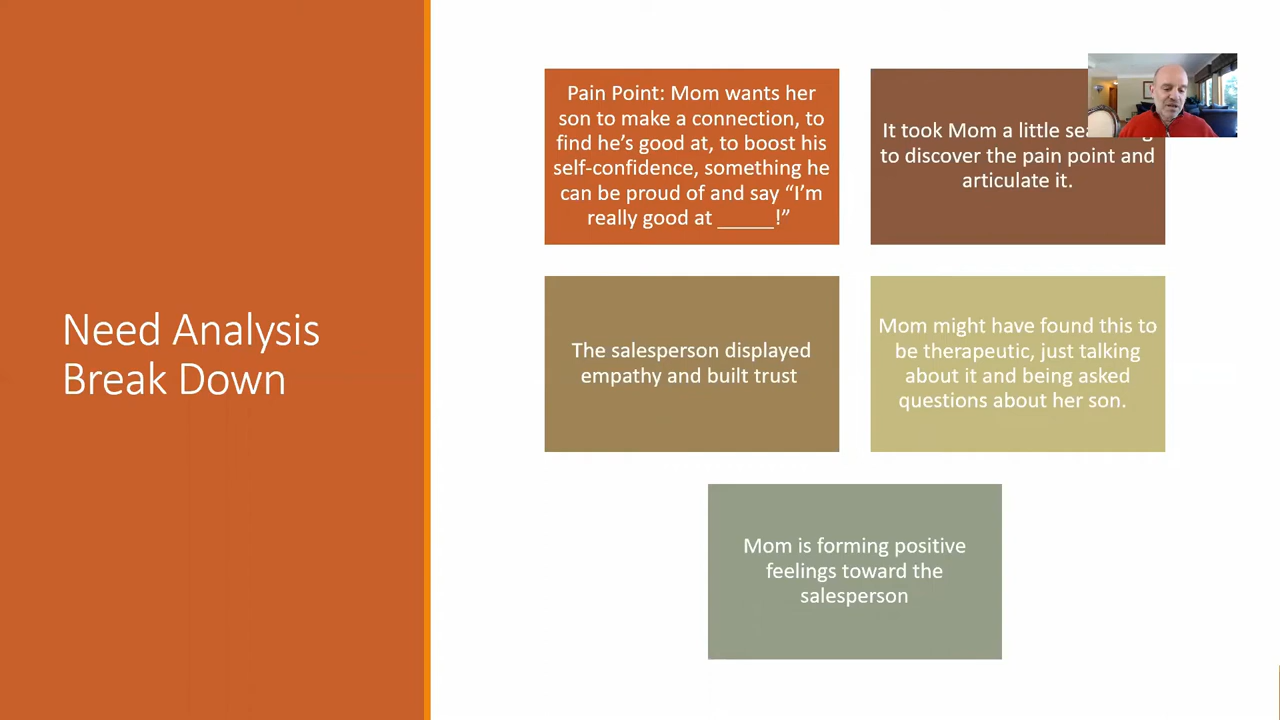 Need Analysis
Break Down
Pain Point: Mom wants her
son to make a connection, to
find he’s good at, to boost his
self-confidence, something he
can be proud of and say “I’m
really good at _____!”
It took Mom a little
to discover the pain point and
articulate it.
The salesperson displayed
empathy and built trust
Mom might have found this to
be therapeutic, just talking
about it and being asked
questions about her son.
Mom is forming positive
feelings toward the
salesperson